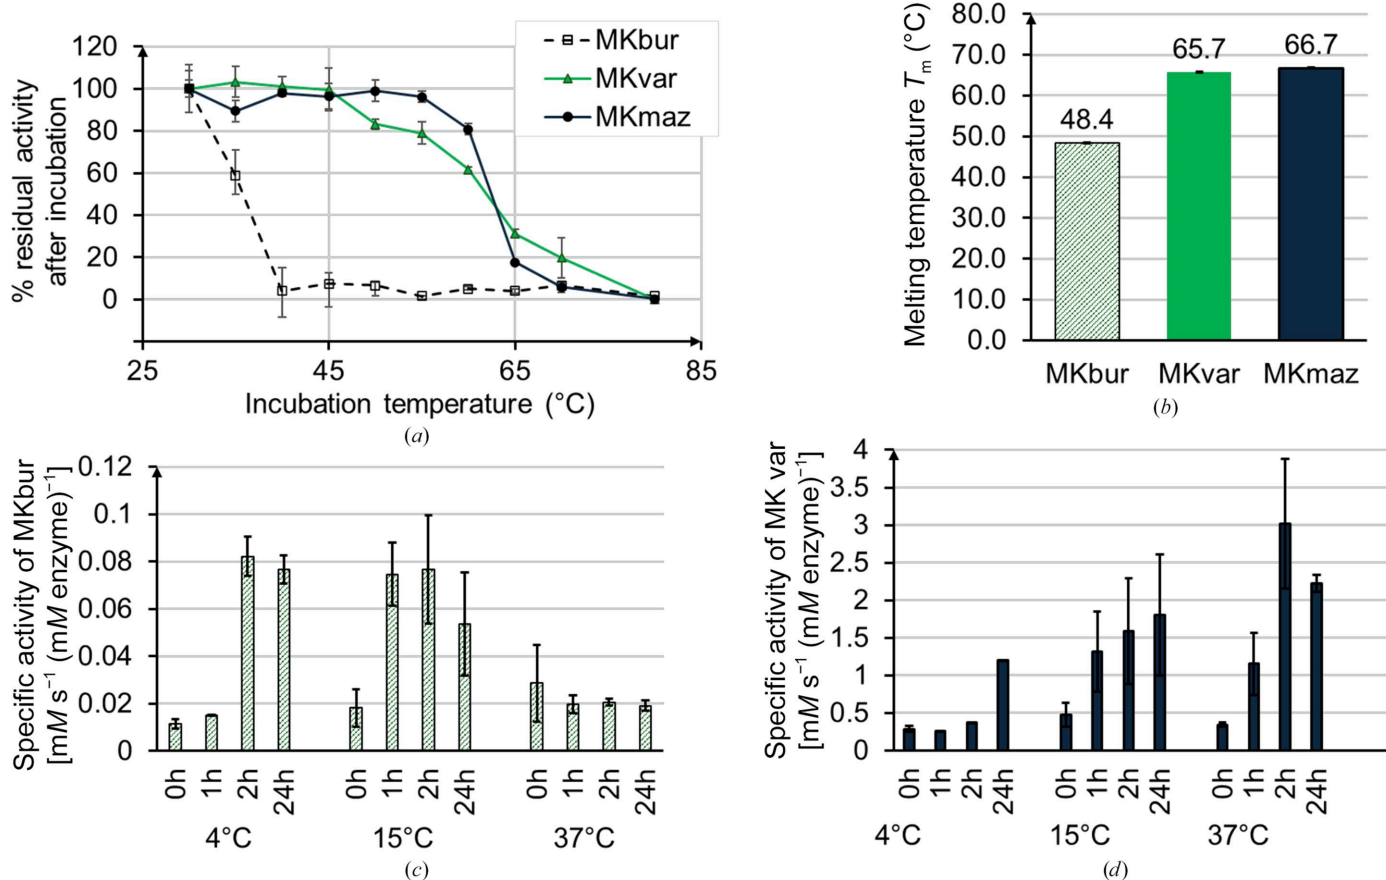 120
100
80
60
40
20
0
% residual activity
after incubation
MKbur
MKvar
MKmaz
25 45 65 85
Incubation temperature (°C)
(a)
80.0
70.0
60.0
50.0
40.0
30.0
20.0
10.0
0.0
Melting temperature Tm (°C)
48.4
65.7
66.7
MKbur MKvar MKmaz
(b)
0.12
0.1
0.08
0.06
0.04
0.02
0
Specific activity of MKbur
[mM s⁻¹ (mM enzyme)⁻¹]
0h 1h 2h 24h 0h 1h 2h 24h 0h 1h 2h 24h
4°C 15°C 37°C
(c)
4
3.5
3
2.5
2
1.5
1
0.5
0
Specific activity of MK var
[mM s⁻¹ (mM enzyme)⁻¹]
0h 1h 2h 24h 0h 1h 2h 24h 0h 1h 2h 24h
4°C 15°C 37°C
(d)